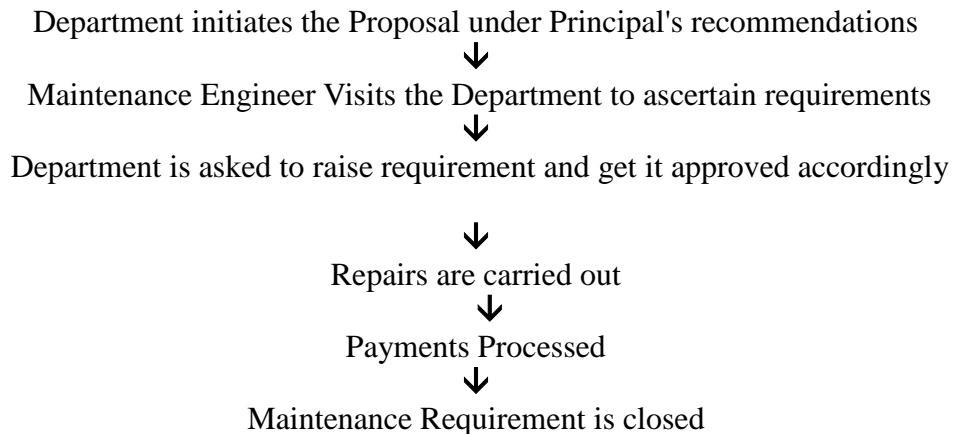 Department initiates the Proposal under Principal's recommendations
Maintenance Engineer Visits the Department to ascertain requirements
Department is asked to raise requirement and get it approved accordingly
Repairs are carried out
Payments Processed
Maintenance Requirement is closed